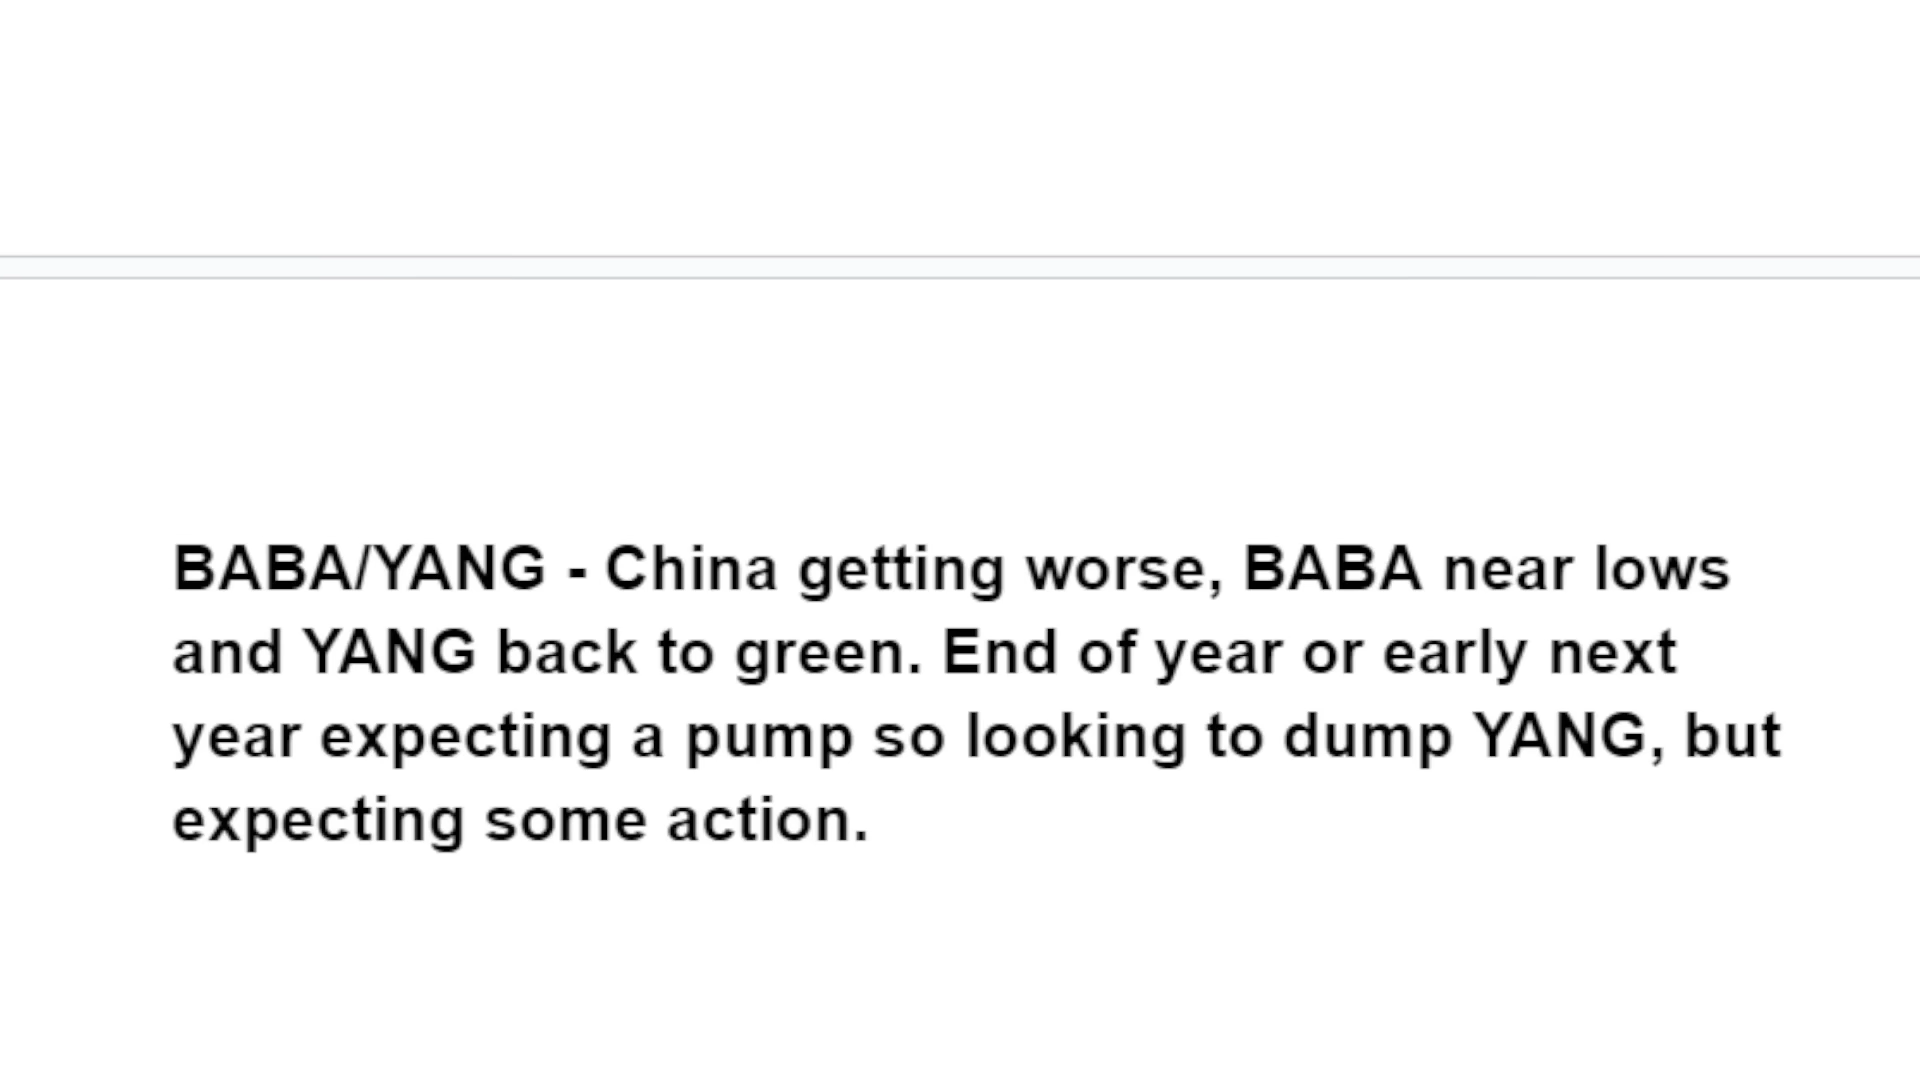 BABA/YANG - China getting worse, BABA near lows
and YANG back to green. End of year or early next
year expecting a pump so looking to dump YANG, but
expecting some action.